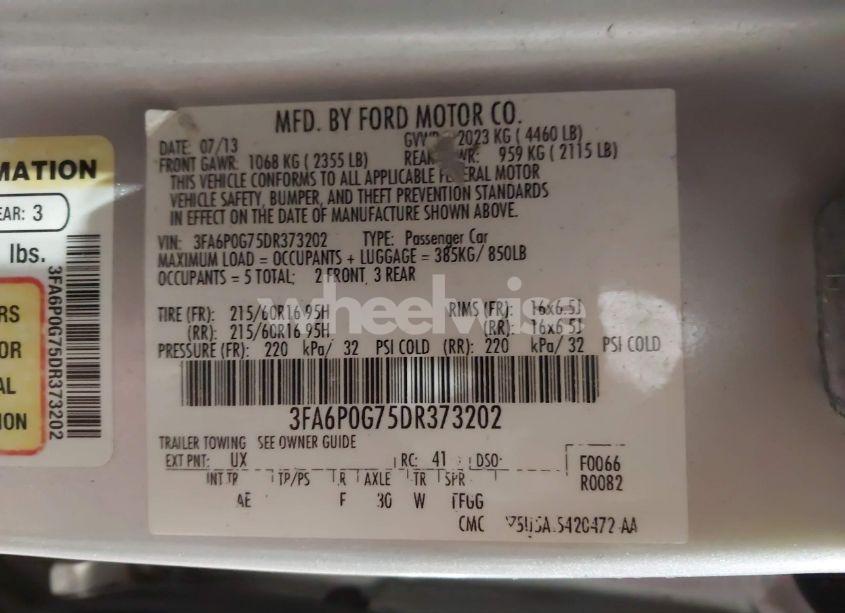 MFD. BY FORD MOTOR CO.
DATE: 07/13
GVWR: 2023 KG ( 4460 LB)
FRONT GAWR: 1068 KG ( 2355 LB)
REAR GAWR: 959 KG ( 2115 LB)
THIS VEHICLE CONFORMS TO ALL APPLICABLE FEDERAL MOTOR
VEHICLE SAFETY, BUMPER, AND THEFT PREVENTION STANDARDS
IN EFFECT ON THE DATE OF MANUFACTURE SHOWN ABOVE.
VIN: 3FA6P0G75DR373202 TYPE: Passenger Car
MAXIMUM LOAD = OCCUPANTS + LUGGAGE = 385KG/ 850LB
OCCUPANTS = 5 TOTAL; 2 FRONT, 3 REAR
TIRE (FR): 215/60R16 95H RIMS (FR): 16x6.5J
(RR): 215/60R16 95H (RR): 16x6.5J
PRESSURE (FR): 220 kPa/ 32 PSI COLD (RR): 220 kPa/ 32 PSI COLD
3FA6P0G75DR373202
TRAILER TOWING SEE OWNER GUIDE
EXT PNT: UX RC: 41 DSO:
F0066
R0082
INT TR TP/PS R AXLE TR SPR
AE F 30 W
CMC
MATION
EAR: 3
lbs.
3FA6P0G75DR373202
RS
OR
AL
ION
wheelwise